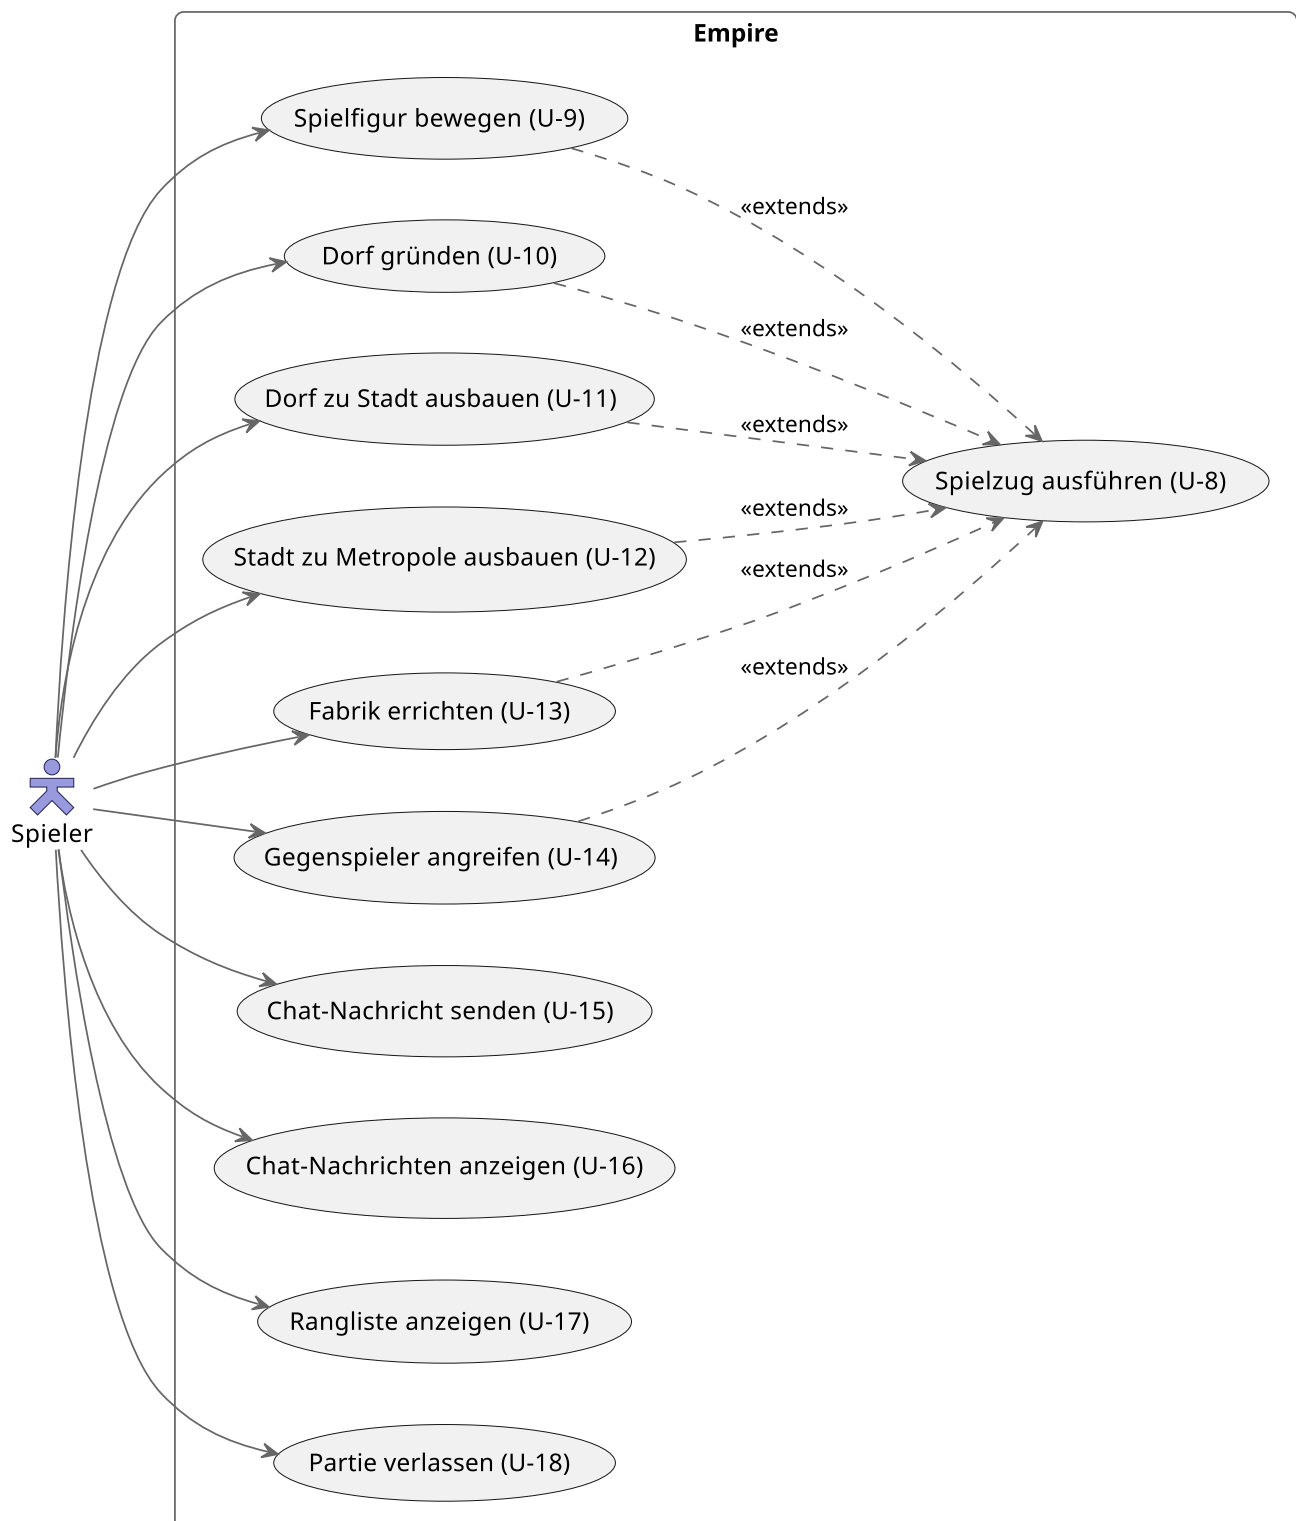 Empire
Spielfigur bewegen (U-9)
«extends»
Dorf gründen (U-10)
«extends»
Dorf zu Stadt ausbauen (U-11)
«extends»
Spielzug ausführen (U-8)
«extends»
Stadt zu Metropole ausbauen (U-12)
«extends»
«extends»
Fabrik errichten (U-13)
Spieler
Gegenspieler angreifen (U-14)
Chat-Nachricht senden (U-15)
Chat-Nachrichten anzeigen (U-16)
Rangliste anzeigen (U-17)
Partie verlassen (U-18)